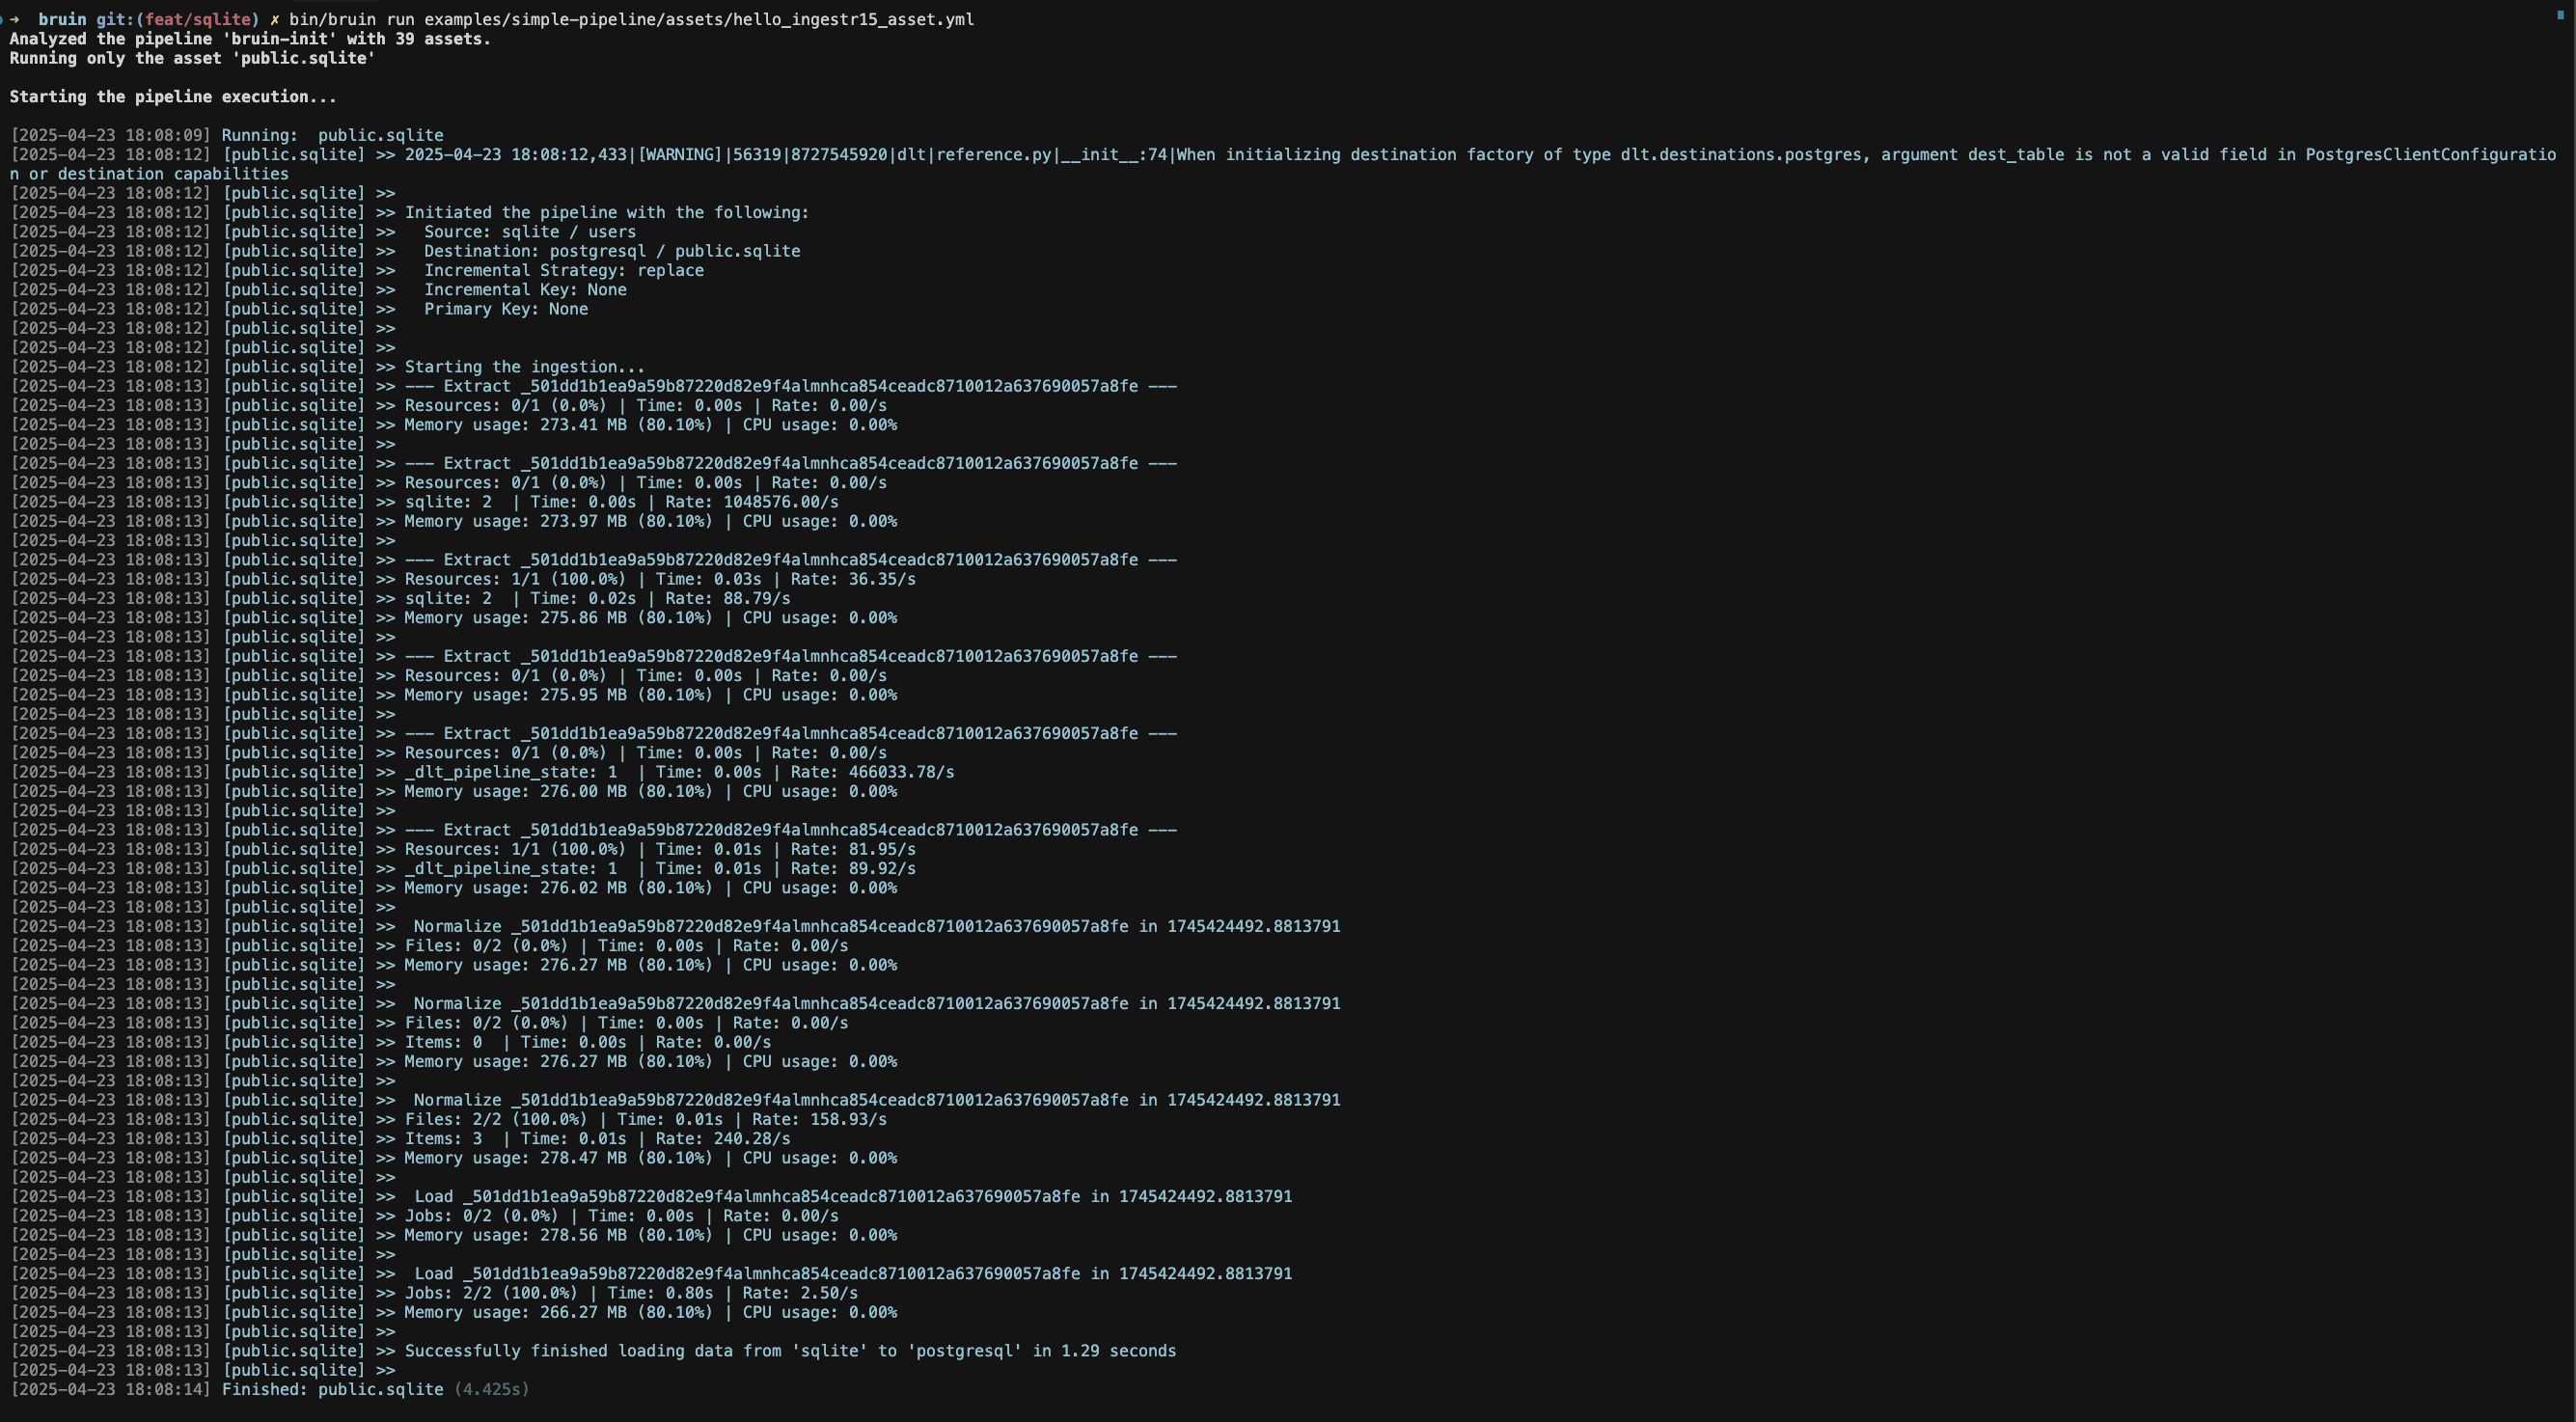 ➜  bruin git:(feat/sqlite) ✗ bin/bruin run examples/simple-pipeline/assets/hello_ingestr15_asset.yml
Analyzed the pipeline 'bruin-init' with 39 assets.
Running only the asset 'public.sqlite'
Starting the pipeline execution...
[2025-04-23 18:08:09] Running:  public.sqlite
[2025-04-23 18:08:12] [public.sqlite] >> 2025-04-23 18:08:12,433|[WARNING]|56319|8727545920|dlt|reference.py|__init__:74|When initializing destination factory of type dlt.destinations.postgres, argument dest_table is not a valid field in PostgresClientConfiguratio
n or destination capabilities
[2025-04-23 18:08:12] [public.sqlite] >>
[2025-04-23 18:08:12] [public.sqlite] >> Initiated the pipeline with the following:
[2025-04-23 18:08:12] [public.sqlite] >>   Source: sqlite / users
[2025-04-23 18:08:12] [public.sqlite] >>   Destination: postgresql / public.sqlite
[2025-04-23 18:08:12] [public.sqlite] >>   Incremental Strategy: replace
[2025-04-23 18:08:12] [public.sqlite] >>   Incremental Key: None
[2025-04-23 18:08:12] [public.sqlite] >>   Primary Key: None
[2025-04-23 18:08:12] [public.sqlite] >>
[2025-04-23 18:08:12] [public.sqlite] >>
[2025-04-23 18:08:12] [public.sqlite] >> Starting the ingestion...
[2025-04-23 18:08:13] [public.sqlite] >> --- Extract _501dd1b1ea9a59b87220d82e9f4almnhca854ceadc8710012a637690057a8fe ---
[2025-04-23 18:08:13] [public.sqlite] >> Resources: 0/1 (0.0%) | Time: 0.00s | Rate: 0.00/s
[2025-04-23 18:08:13] [public.sqlite] >> Memory usage: 273.41 MB (80.10%) | CPU usage: 0.00%
[2025-04-23 18:08:13] [public.sqlite] >>
[2025-04-23 18:08:13] [public.sqlite] >> --- Extract _501dd1b1ea9a59b87220d82e9f4almnhca854ceadc8710012a637690057a8fe ---
[2025-04-23 18:08:13] [public.sqlite] >> Resources: 0/1 (0.0%) | Time: 0.00s | Rate: 0.00/s
[2025-04-23 18:08:13] [public.sqlite] >> sqlite: 2  | Time: 0.00s | Rate: 1048576.00/s
[2025-04-23 18:08:13] [public.sqlite] >> Memory usage: 273.97 MB (80.10%) | CPU usage: 0.00%
[2025-04-23 18:08:13] [public.sqlite] >>
[2025-04-23 18:08:13] [public.sqlite] >> --- Extract _501dd1b1ea9a59b87220d82e9f4almnhca854ceadc8710012a637690057a8fe ---
[2025-04-23 18:08:13] [public.sqlite] >> Resources: 1/1 (100.0%) | Time: 0.03s | Rate: 36.35/s
[2025-04-23 18:08:13] [public.sqlite] >> sqlite: 2  | Time: 0.02s | Rate: 88.79/s
[2025-04-23 18:08:13] [public.sqlite] >> Memory usage: 275.86 MB (80.10%) | CPU usage: 0.00%
[2025-04-23 18:08:13] [public.sqlite] >>
[2025-04-23 18:08:13] [public.sqlite] >> --- Extract _501dd1b1ea9a59b87220d82e9f4almnhca854ceadc8710012a637690057a8fe ---
[2025-04-23 18:08:13] [public.sqlite] >> Resources: 0/1 (0.0%) | Time: 0.00s | Rate: 0.00/s
[2025-04-23 18:08:13] [public.sqlite] >> Memory usage: 275.95 MB (80.10%) | CPU usage: 0.00%
[2025-04-23 18:08:13] [public.sqlite] >>
[2025-04-23 18:08:13] [public.sqlite] >> --- Extract _501dd1b1ea9a59b87220d82e9f4almnhca854ceadc8710012a637690057a8fe ---
[2025-04-23 18:08:13] [public.sqlite] >> Resources: 0/1 (0.0%) | Time: 0.00s | Rate: 0.00/s
[2025-04-23 18:08:13] [public.sqlite] >> _dlt_pipeline_state: 1  | Time: 0.00s | Rate: 466033.78/s
[2025-04-23 18:08:13] [public.sqlite] >> Memory usage: 276.00 MB (80.10%) | CPU usage: 0.00%
[2025-04-23 18:08:13] [public.sqlite] >>
[2025-04-23 18:08:13] [public.sqlite] >> --- Extract _501dd1b1ea9a59b87220d82e9f4almnhca854ceadc8710012a637690057a8fe ---
[2025-04-23 18:08:13] [public.sqlite] >> Resources: 1/1 (100.0%) | Time: 0.01s | Rate: 81.95/s
[2025-04-23 18:08:13] [public.sqlite] >> _dlt_pipeline_state: 1  | Time: 0.01s | Rate: 89.92/s
[2025-04-23 18:08:13] [public.sqlite] >> Memory usage: 276.02 MB (80.10%) | CPU usage: 0.00%
[2025-04-23 18:08:13] [public.sqlite] >>
[2025-04-23 18:08:13] [public.sqlite] >>  Normalize _501dd1b1ea9a59b87220d82e9f4almnhca854ceadc8710012a637690057a8fe in 1745424492.8813791
[2025-04-23 18:08:13] [public.sqlite] >> Files: 0/2 (0.0%) | Time: 0.00s | Rate: 0.00/s
[2025-04-23 18:08:13] [public.sqlite] >> Memory usage: 276.27 MB (80.10%) | CPU usage: 0.00%
[2025-04-23 18:08:13] [public.sqlite] >>
[2025-04-23 18:08:13] [public.sqlite] >>  Normalize _501dd1b1ea9a59b87220d82e9f4almnhca854ceadc8710012a637690057a8fe in 1745424492.8813791
[2025-04-23 18:08:13] [public.sqlite] >> Files: 0/2 (0.0%) | Time: 0.00s | Rate: 0.00/s
[2025-04-23 18:08:13] [public.sqlite] >> Items: 0  | Time: 0.00s | Rate: 0.00/s
[2025-04-23 18:08:13] [public.sqlite] >> Memory usage: 276.27 MB (80.10%) | CPU usage: 0.00%
[2025-04-23 18:08:13] [public.sqlite] >>
[2025-04-23 18:08:13] [public.sqlite] >>  Normalize _501dd1b1ea9a59b87220d82e9f4almnhca854ceadc8710012a637690057a8fe in 1745424492.8813791
[2025-04-23 18:08:13] [public.sqlite] >> Files: 2/2 (100.0%) | Time: 0.01s | Rate: 158.93/s
[2025-04-23 18:08:13] [public.sqlite] >> Items: 3  | Time: 0.01s | Rate: 240.28/s
[2025-04-23 18:08:13] [public.sqlite] >> Memory usage: 278.47 MB (80.10%) | CPU usage: 0.00%
[2025-04-23 18:08:13] [public.sqlite] >>
[2025-04-23 18:08:13] [public.sqlite] >>  Load _501dd1b1ea9a59b87220d82e9f4almnhca854ceadc8710012a637690057a8fe in 1745424492.8813791
[2025-04-23 18:08:13] [public.sqlite] >> Jobs: 0/2 (0.0%) | Time: 0.00s | Rate: 0.00/s
[2025-04-23 18:08:13] [public.sqlite] >> Memory usage: 278.56 MB (80.10%) | CPU usage: 0.00%
[2025-04-23 18:08:13] [public.sqlite] >>
[2025-04-23 18:08:13] [public.sqlite] >>  Load _501dd1b1ea9a59b87220d82e9f4almnhca854ceadc8710012a637690057a8fe in 1745424492.8813791
[2025-04-23 18:08:13] [public.sqlite] >> Jobs: 2/2 (100.0%) | Time: 0.80s | Rate: 2.50/s
[2025-04-23 18:08:13] [public.sqlite] >> Memory usage: 266.27 MB (80.10%) | CPU usage: 0.00%
[2025-04-23 18:08:13] [public.sqlite] >>
[2025-04-23 18:08:13] [public.sqlite] >> Successfully finished loading data from 'sqlite' to 'postgresql' in 1.29 seconds
[2025-04-23 18:08:13] [public.sqlite] >>
[2025-04-23 18:08:14] Finished: public.sqlite (4.425s)